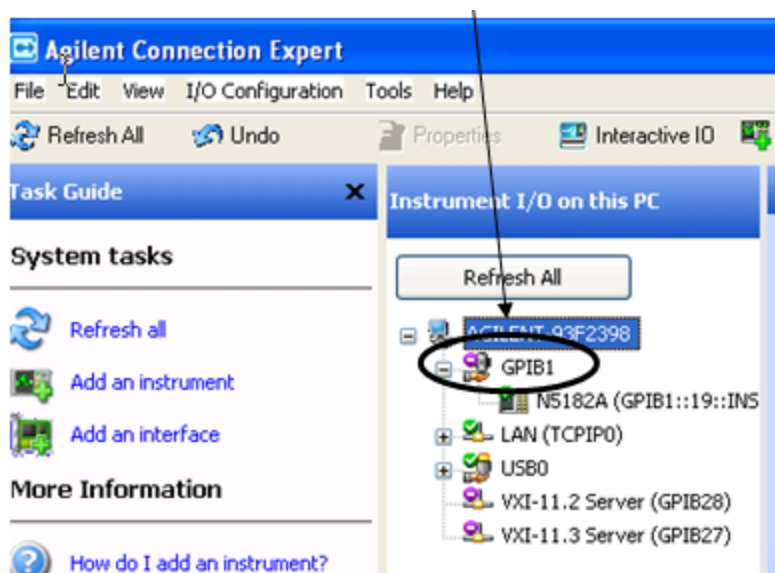 Agilent Connection Expert
File Edit View I/O Configuration Tools Help
Refresh All Undo Properties Interactive IO
Task Guide
Instrument I/O on this PC
System tasks
Refresh All
Refresh all
Add an instrument
Add an interface
More Information
How do I add an instrument?
AGILENT-93F2398
GPIB1
N5182A (GPIB1::19::INS
LAN (TCPIP0)
USB0
VXI-11.2 Server (GPIB28)
VXI-11.3 Server (GPIB27)